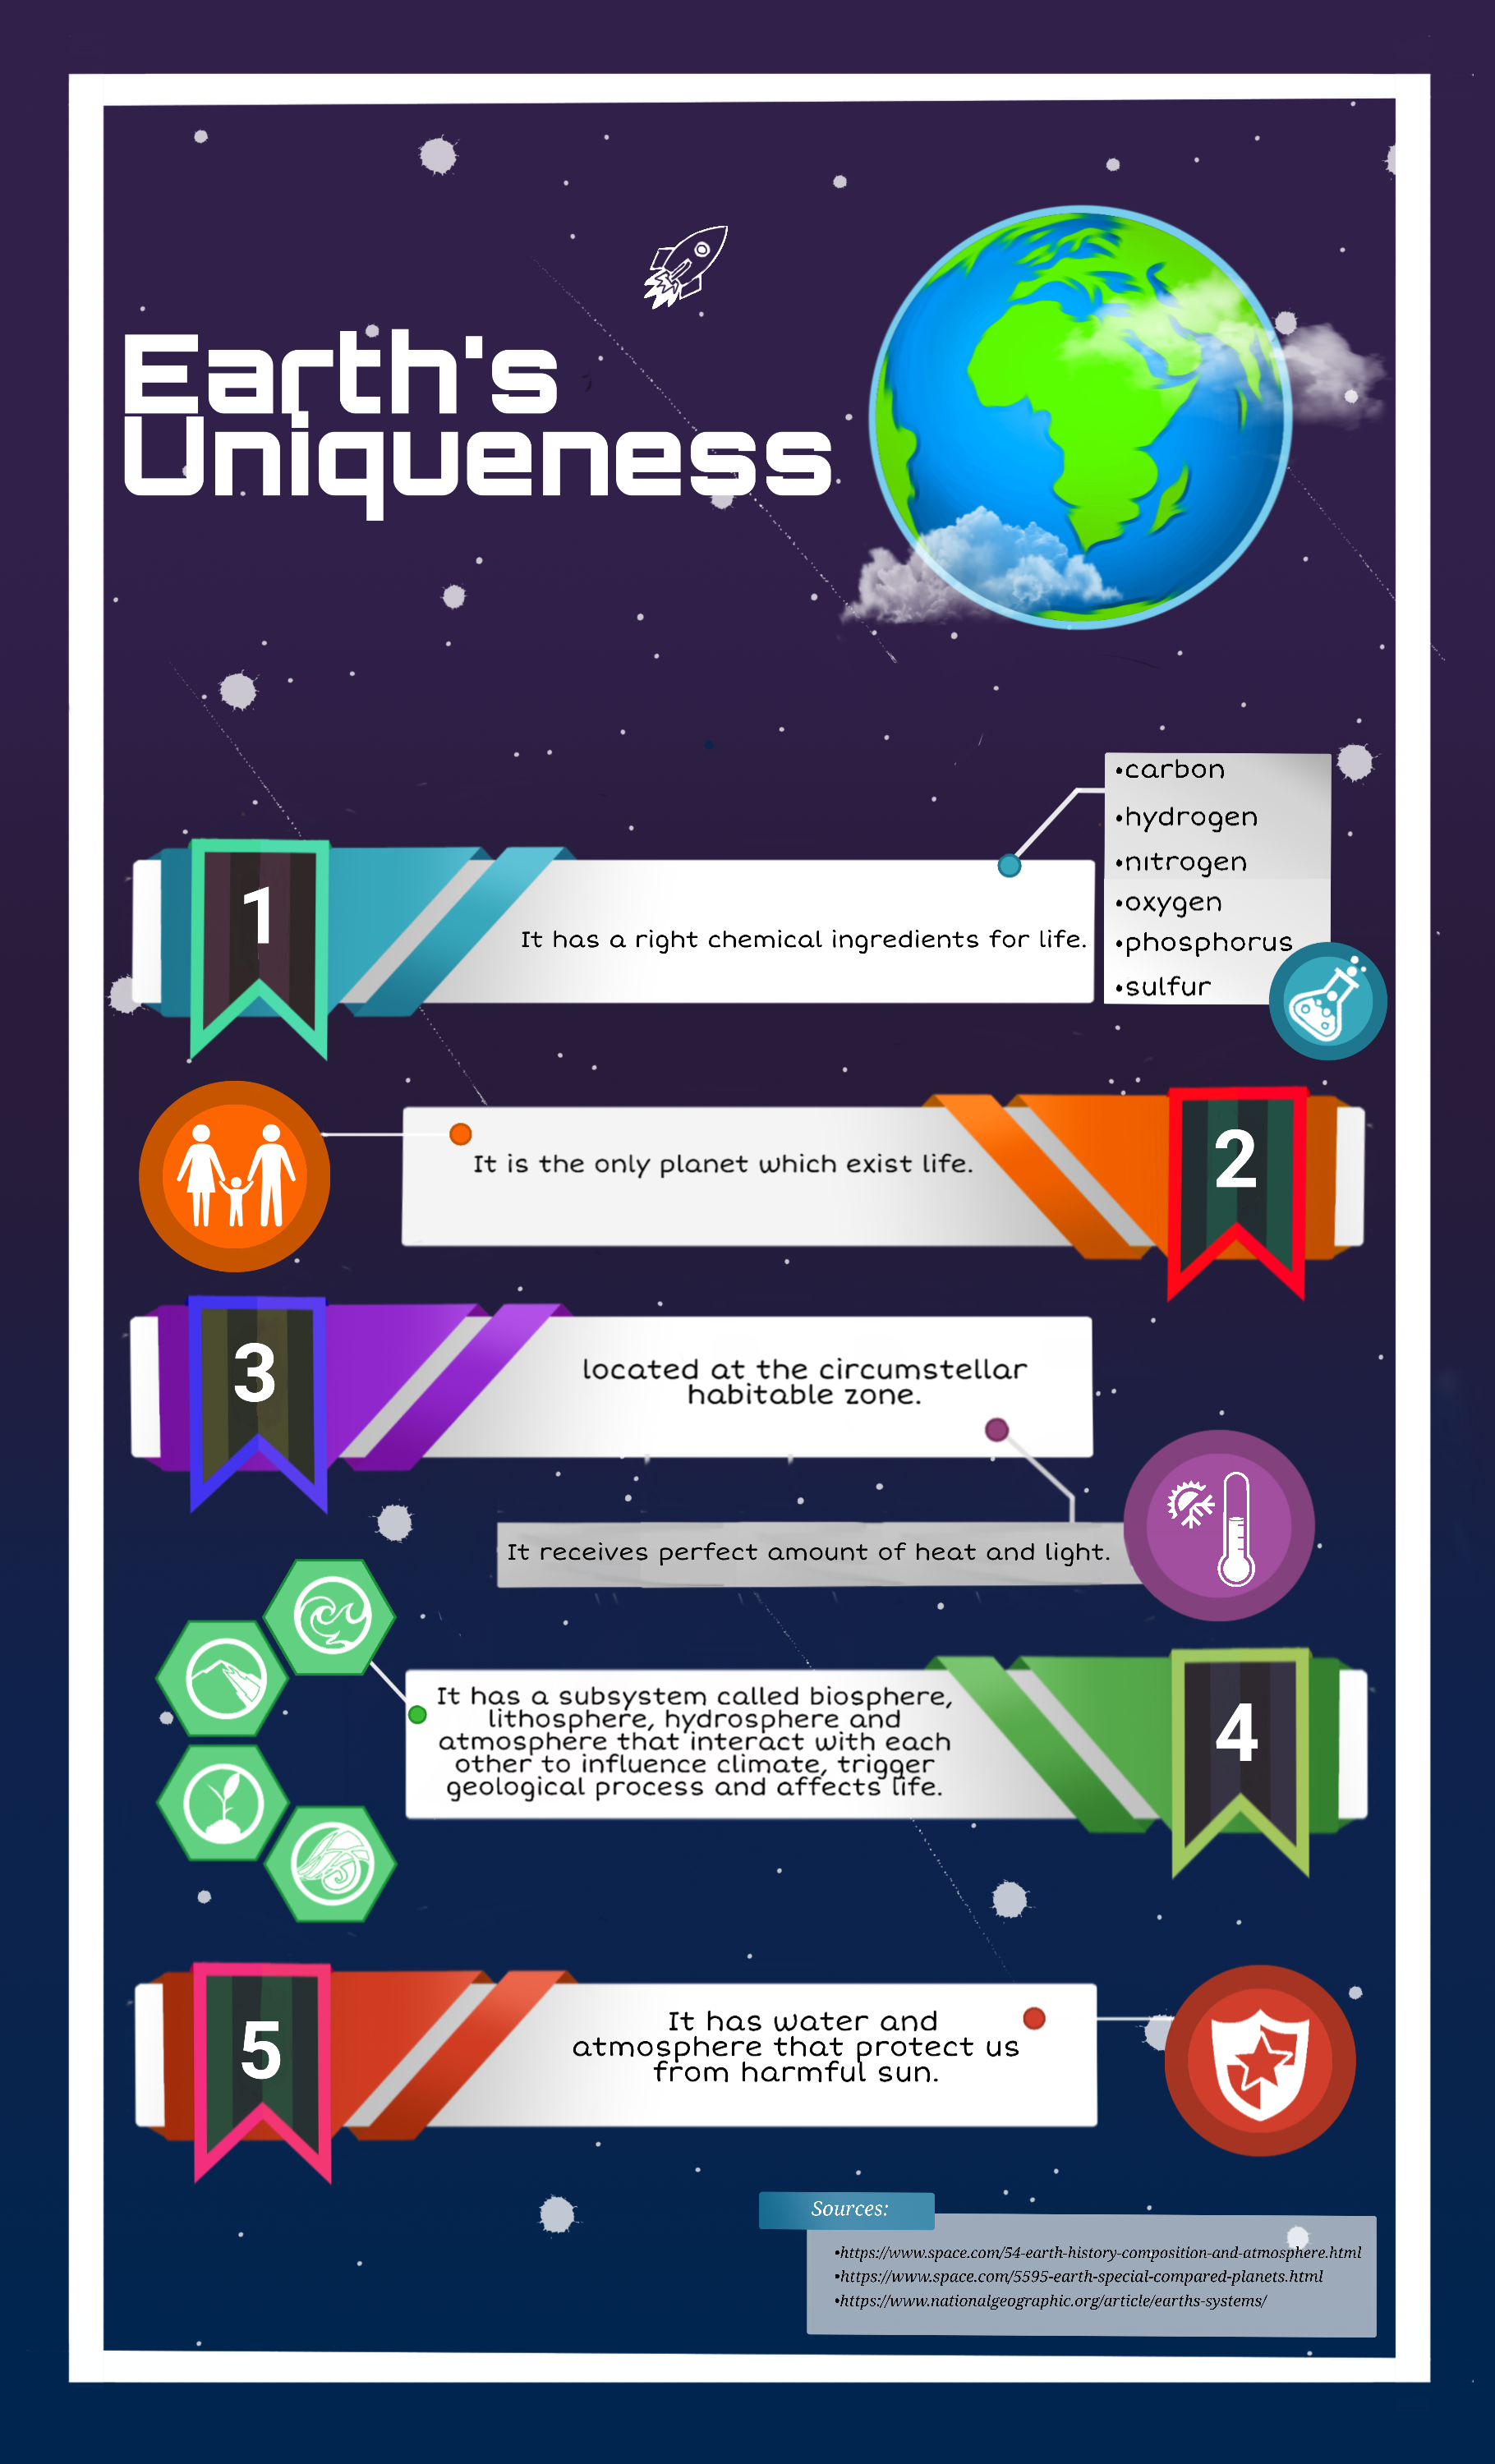 Earth's
Uniqueness
1
It has a right chemical ingredients for life.
•carbon
•hydrogen
•nitrogen
•oxygen
•phosphorus
•sulfur
It is the only planet which exist life.
2
3
located at the circumstellar
habitable zone.
It receives perfect amount of heat and light.
It has a subsystem called biosphere,
lithosphere, hydrosphere and
atmosphere that interact with each
other to influence climate, trigger
geological process and affects life.
4
5
It has water and
atmosphere that protect us
from harmful sun.
Sources:
•https://www.space.com/54-earth-history-composition-and-atmosphere.html
•https://www.space.com/5595-earth-special-compared-planets.html
•https://www.nationalgeographic.org/article/earths-systems/